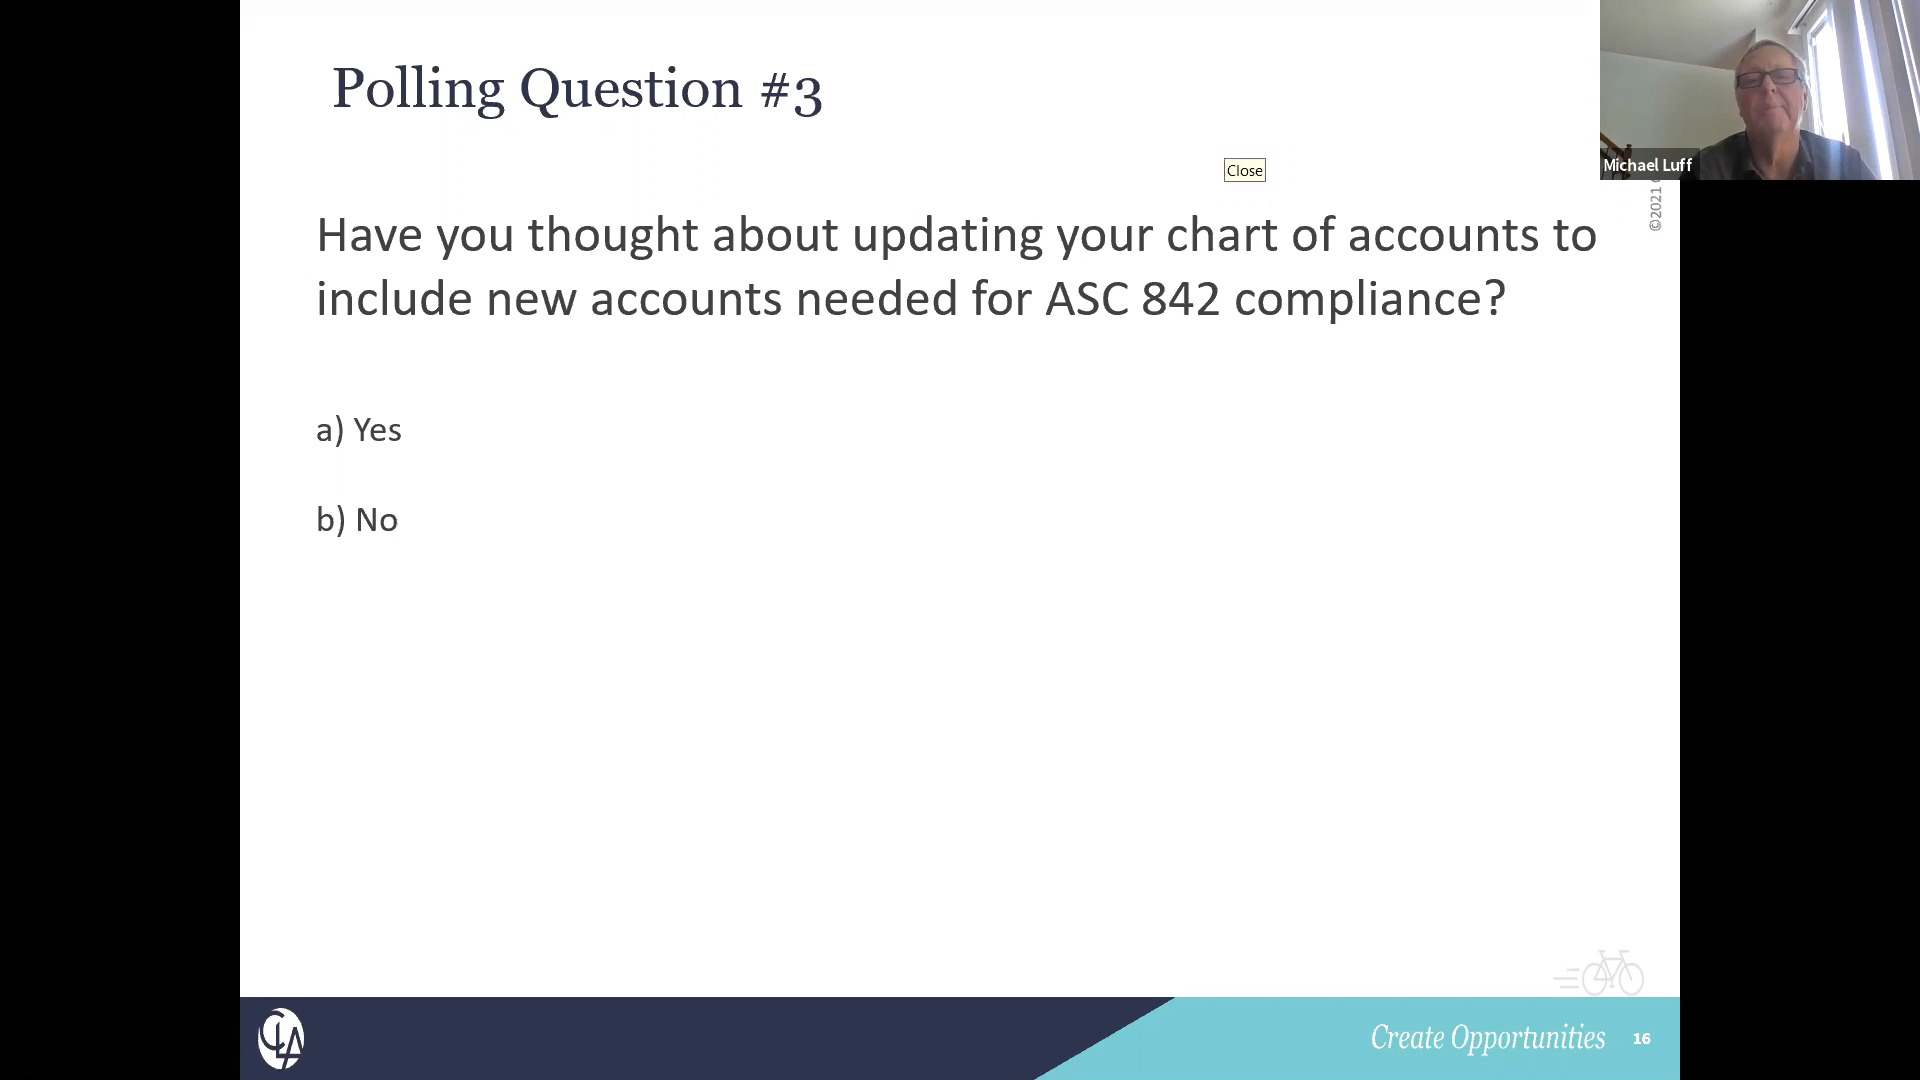 Polling Question #3
Close
Michael Luff
©2021
Have you thought about updating your chart of accounts to
include new accounts needed for ASC 842 compliance?
a) Yes
b) No
CLA
Create Opportunities
16